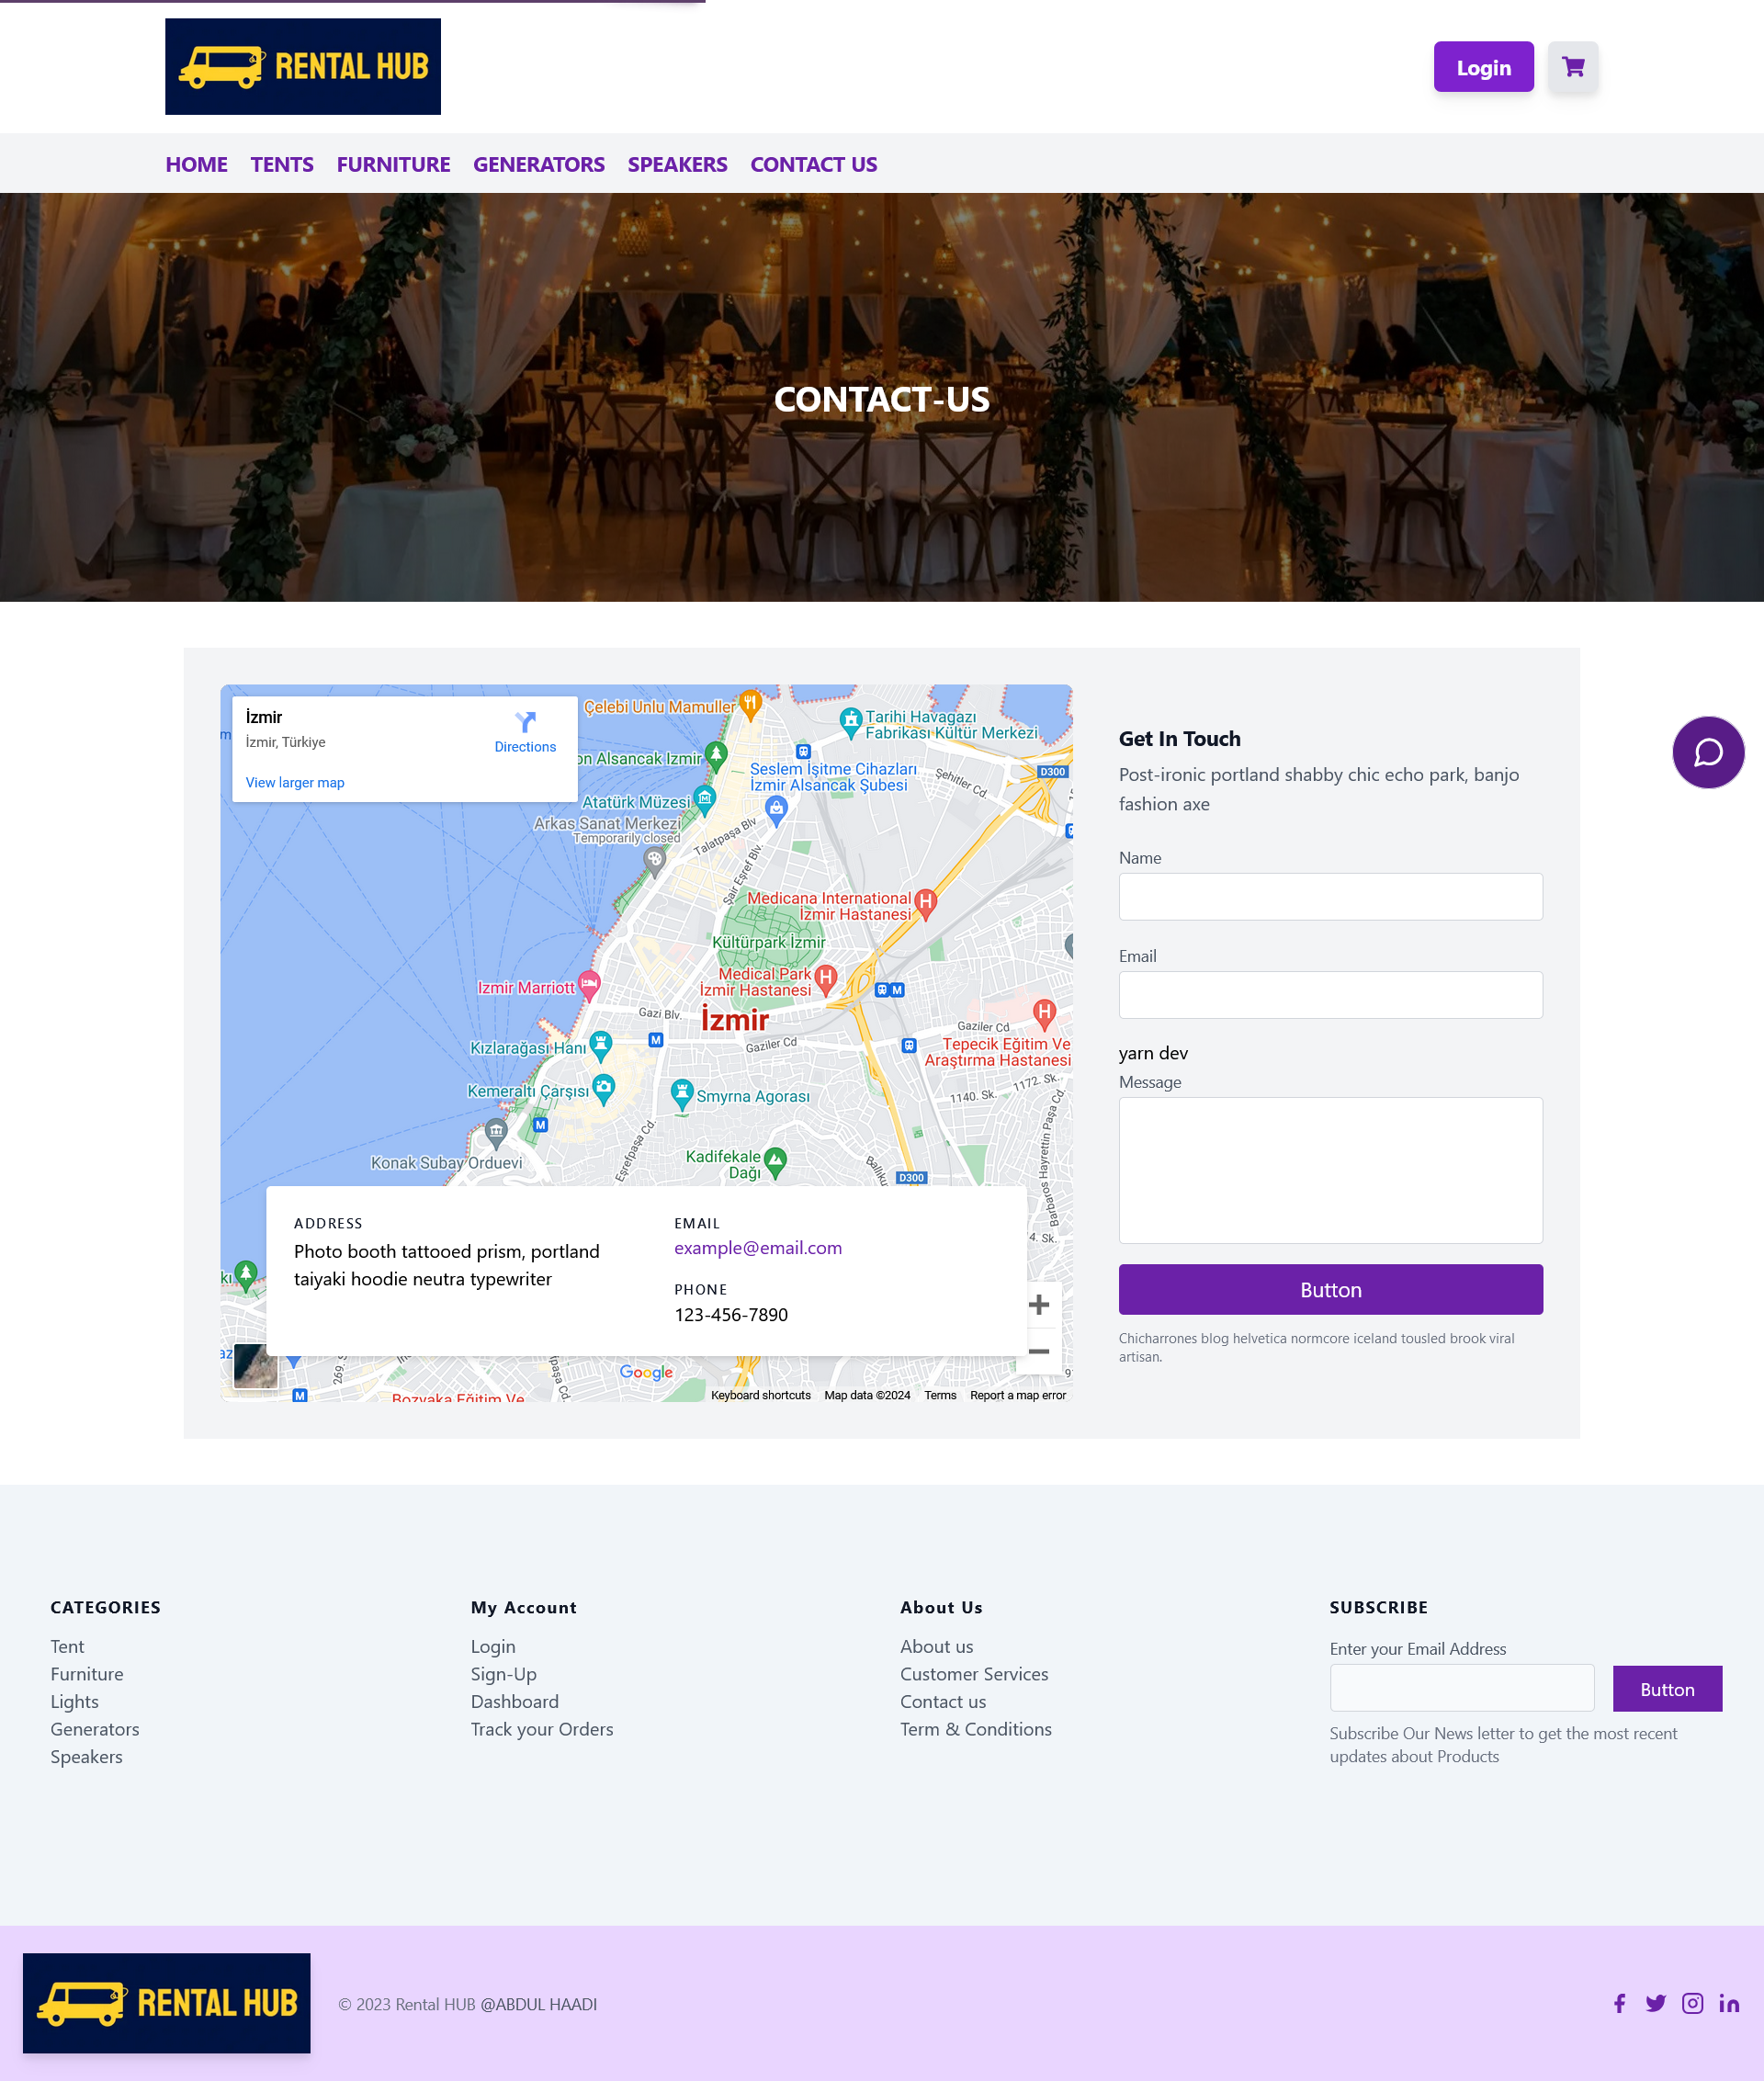 RENTAL HUB
Login
HOME TENTS FURNITURE GENERATORS SPEAKERS CONTACT US
CONTACT-US
İzmir
İzmir, Türkiye
Directions
View larger map
Çelebi Unlu Mamuller
Tarihi Havagazı
Fabrikası Kültür Merkezi
on Alsancak İzmir
D300
Seslem İşitme Cihazları
İzmir Alsancak Şubesi
Şehitler Cd.
Atatürk Müzesi
Arkas Sanat Merkezi
Temporarily closed
Talatpaşa Blv
Şair Eşref Blv.
Medicana International
İzmir Hastanesi
Kültürpark İzmir
Medical Park
İzmir Hastanesi
Izmir Marriott
Gazi Blv.
İzmir
Gaziler Cd
Gaziler Cd
Kızlarağası Hanı
Tepecik Eğitim Ve
Araştırma Hastanesi
Kemeraltı Çarşısı
Smyrna Agorası
1172. Sk.
1140. Sk.
Konak Subay Orduevi
Eşrefpaşa Cd.
Kadifekale
Dağı
D300
Barbaros Hayrettin Paşa Cd.
4. Sk.
ADDRESS
Photo booth tattooed prism, portland
taiyaki hoodie neutra typewriter
EMAIL
example@email.com
PHONE
123-456-7890
Google
Bozyaka Eğitim Ve
Keyboard shortcuts Map data ©2024 Terms Report a map error
Get In Touch
Post-ironic portland shabby chic echo park, banjo
fashion axe
Name
Email
yarn dev
Message
Button
Chicharrones blog helvetica normcore iceland tousled brook viral
artisan.
CATEGORIES
Tent
Furniture
Lights
Generators
Speakers
My Account
Login
Sign-Up
Dashboard
Track your Orders
About Us
About us
Customer Services
Contact us
Term & Conditions
SUBSCRIBE
Enter your Email Address
Button
Subscribe Our News letter to get the most recent
updates about Products
RENTAL HUB
© 2023 Rental HUB @ABDUL HAADI